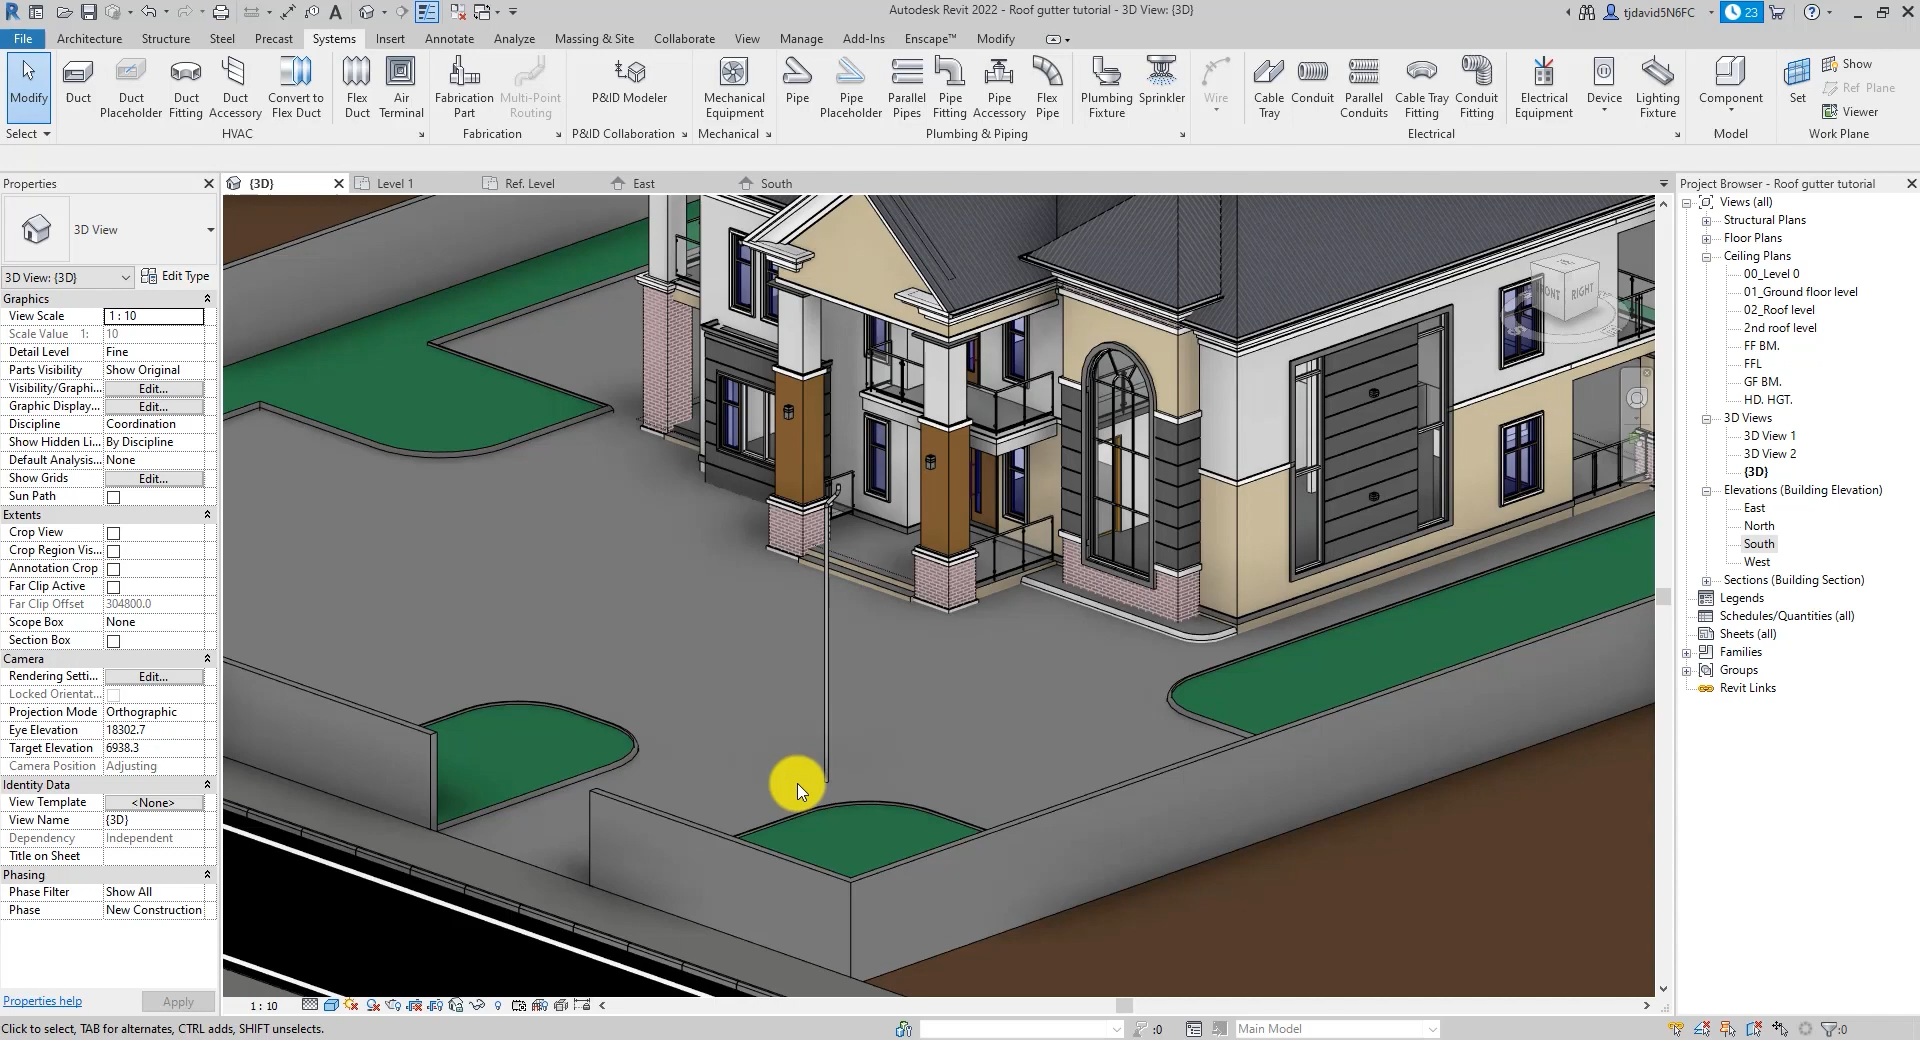 Autodesk Revit 2022 - Roof gutter tutorial - 3D View: {3D}
tjdavid5N6FC
23
File Architecture Structure Steel Precast Systems Insert Annotate Analyze Massing & Site Collaborate View Manage Add-Ins Enscape™ Modify
Modify
Duct
Duct Placeholder
Duct Fitting
Duct Accessory
Convert to Flex Duct
Flex Duct
Air Terminal
Fabrication Part
Multi-Point Routing
P&ID Modeler
Mechanical Equipment
Pipe
Pipe Placeholder
Parallel Pipes
Pipe Fitting
Pipe Accessory
Flex Pipe
Plumbing Fixture
Sprinkler
Wire
Cable Tray
Conduit
Parallel Conduits
Cable Tray Fitting
Conduit Fitting
Electrical Equipment
Device
Lighting Fixture
Component
Set
Show
Ref Plane
Viewer
Select HVAC Fabrication P&ID Collaboration Mechanical Plumbing & Piping Electrical Model Work Plane
Properties
{3D} Level 1 Ref. Level East South
Project Browser - Roof gutter tutorial
3D View
3D View: {3D} Edit Type
Graphics
View Scale 1 : 10
Scale Value 1: 10
Detail Level Fine
Parts Visibility Show Original
Visibility/Graphi... Edit...
Graphic Display... Edit...
Discipline Coordination
Show Hidden Li... By Discipline
Default Analysis... None
Show Grids Edit...
Sun Path
Extents
Crop View
Crop Region Vis...
Annotation Crop
Far Clip Active
Far Clip Offset 304800.0
Scope Box None
Section Box
Camera
Rendering Setti... Edit...
Locked Orientat...
Projection Mode Orthographic
Eye Elevation 18302.7
Target Elevation 6938.3
Camera Position Adjusting
Identity Data
View Template <None>
View Name {3D}
Dependency Independent
Title on Sheet
Phasing
Phase Filter Show All
Phase New Construction
Properties help Apply
FRONT RIGHT
Views (all)
Structural Plans
Floor Plans
Ceiling Plans
00_Level 0
01_Ground floor level
02_Roof level
2nd roof level
FF BM.
FFL
GF BM.
HD. HGT.
3D Views
3D View 1
3D View 2
{3D}
Elevations (Building Elevation)
East
North
South
West
Sections (Building Section)
Legends
Schedules/Quantities (all)
Sheets (all)
Families
Groups
Revit Links
1 : 10
Click to select, TAB for alternates, CTRL adds, SHIFT unselects.
:0
Main Model
:0